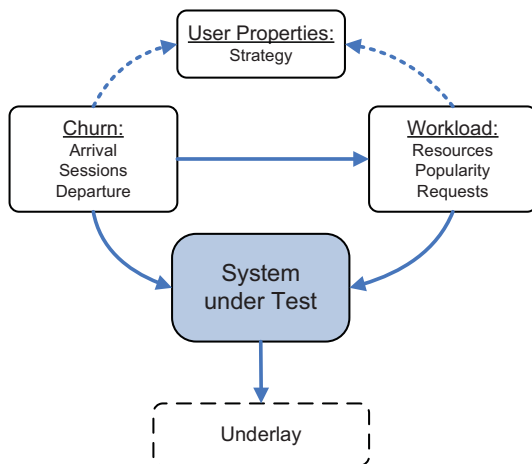 User Properties:
Strategy
Churn:
Arrival
Sessions
Departure
Workload:
Resources
Popularity
Requests
System
under Test
Underlay